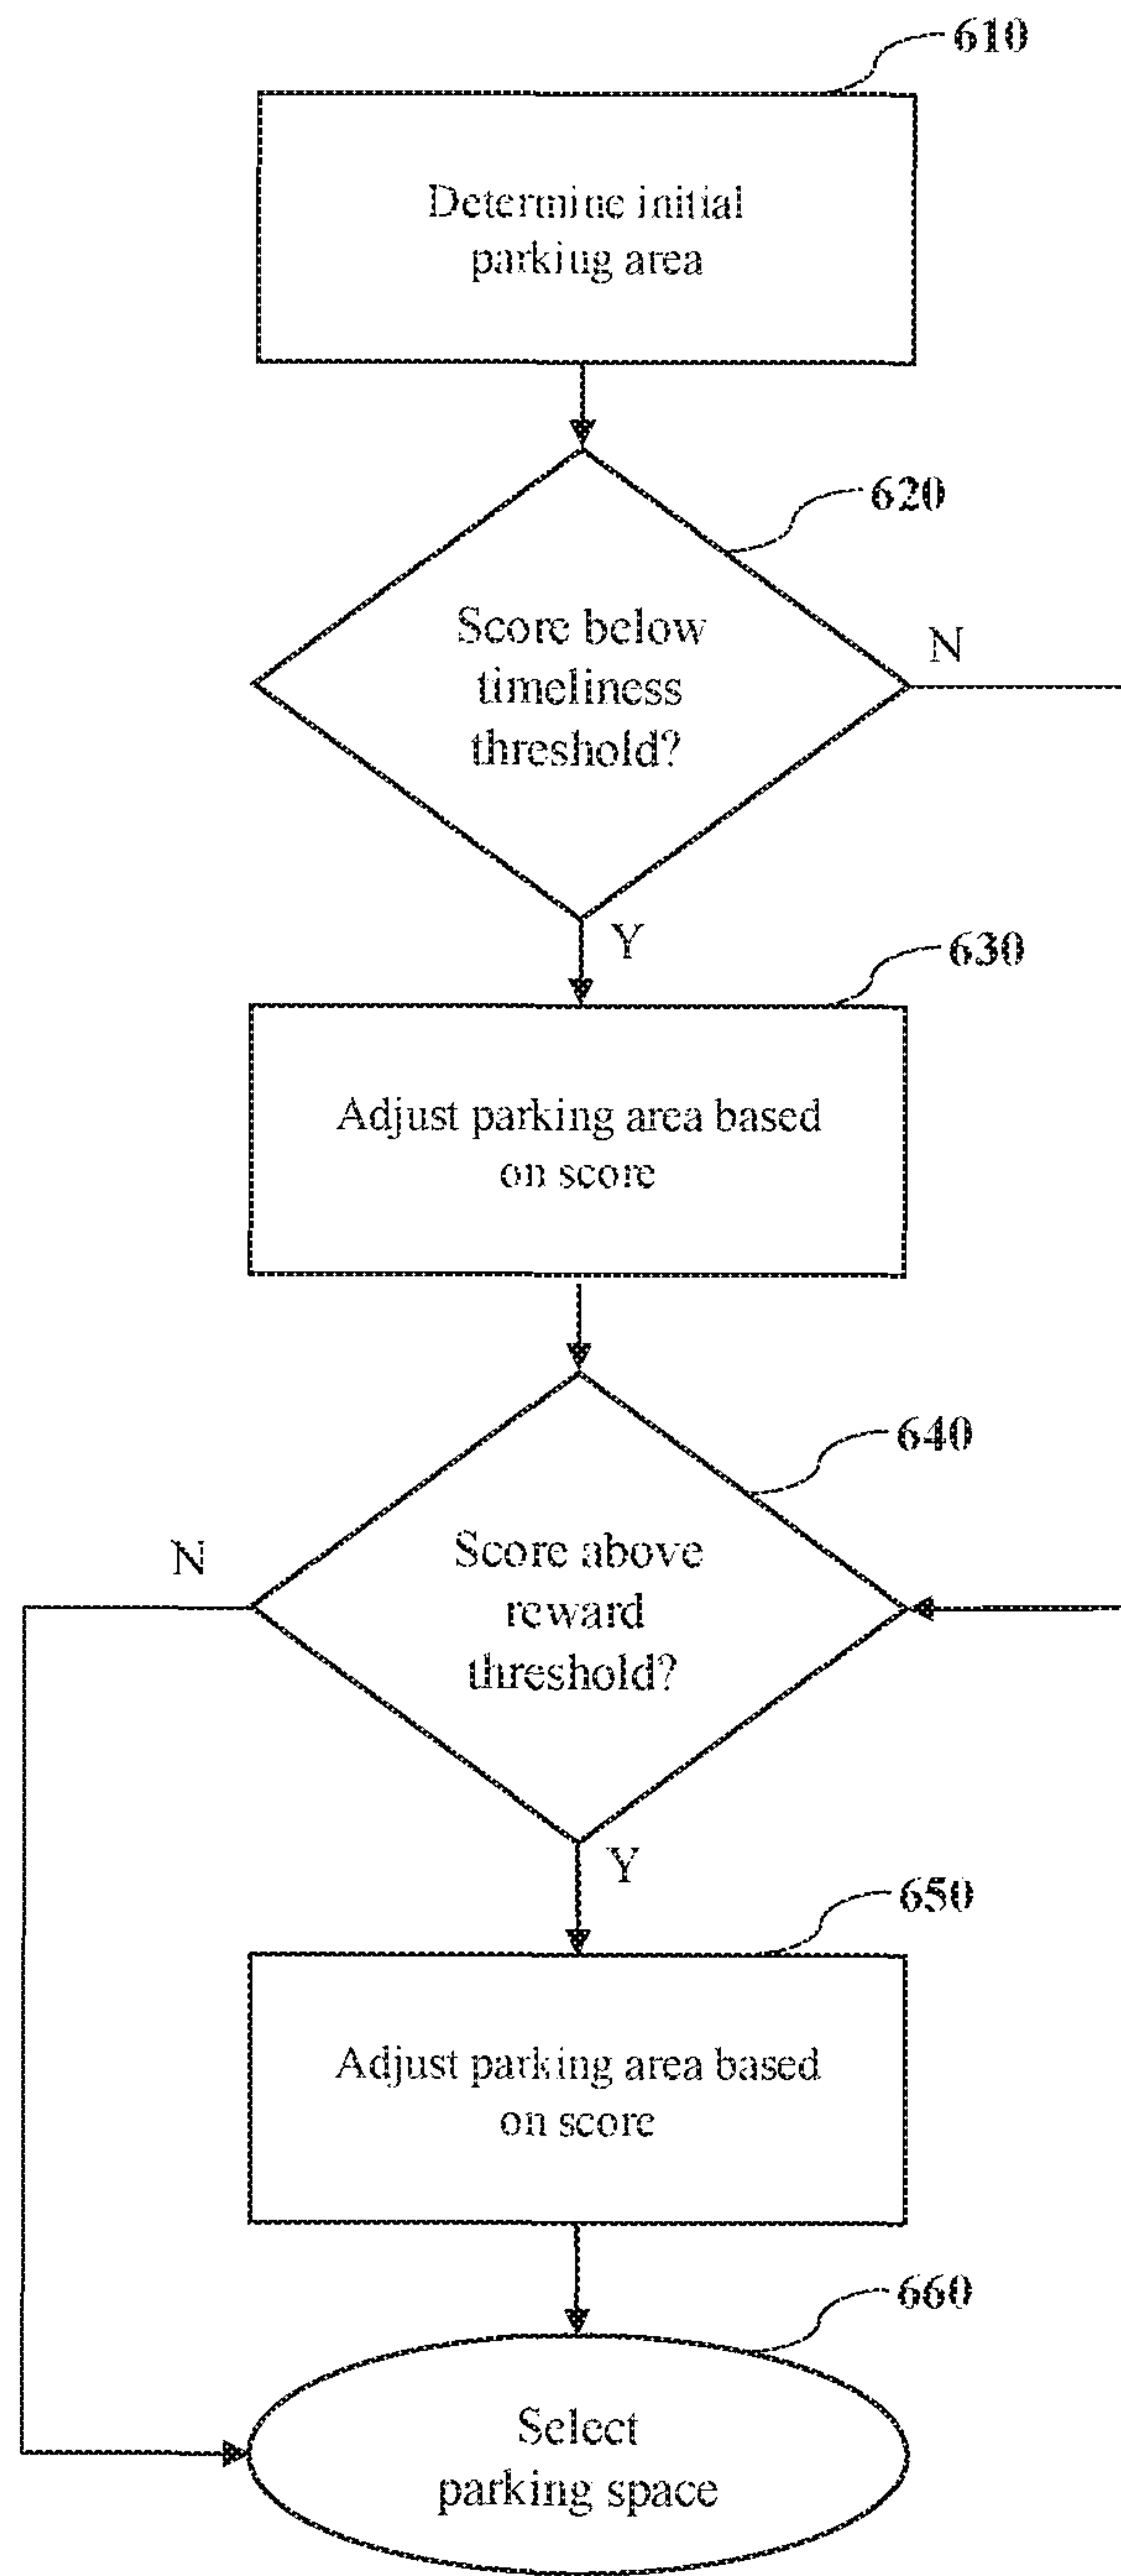 610
Determine initial
parking area
620
Score below
timeliness
threshold?
N
Y
630
Adjust parking area based
on score
640
Score above
reward
threshold?
N
Y
650
Adjust parking area based
on score
660
Select
parking space